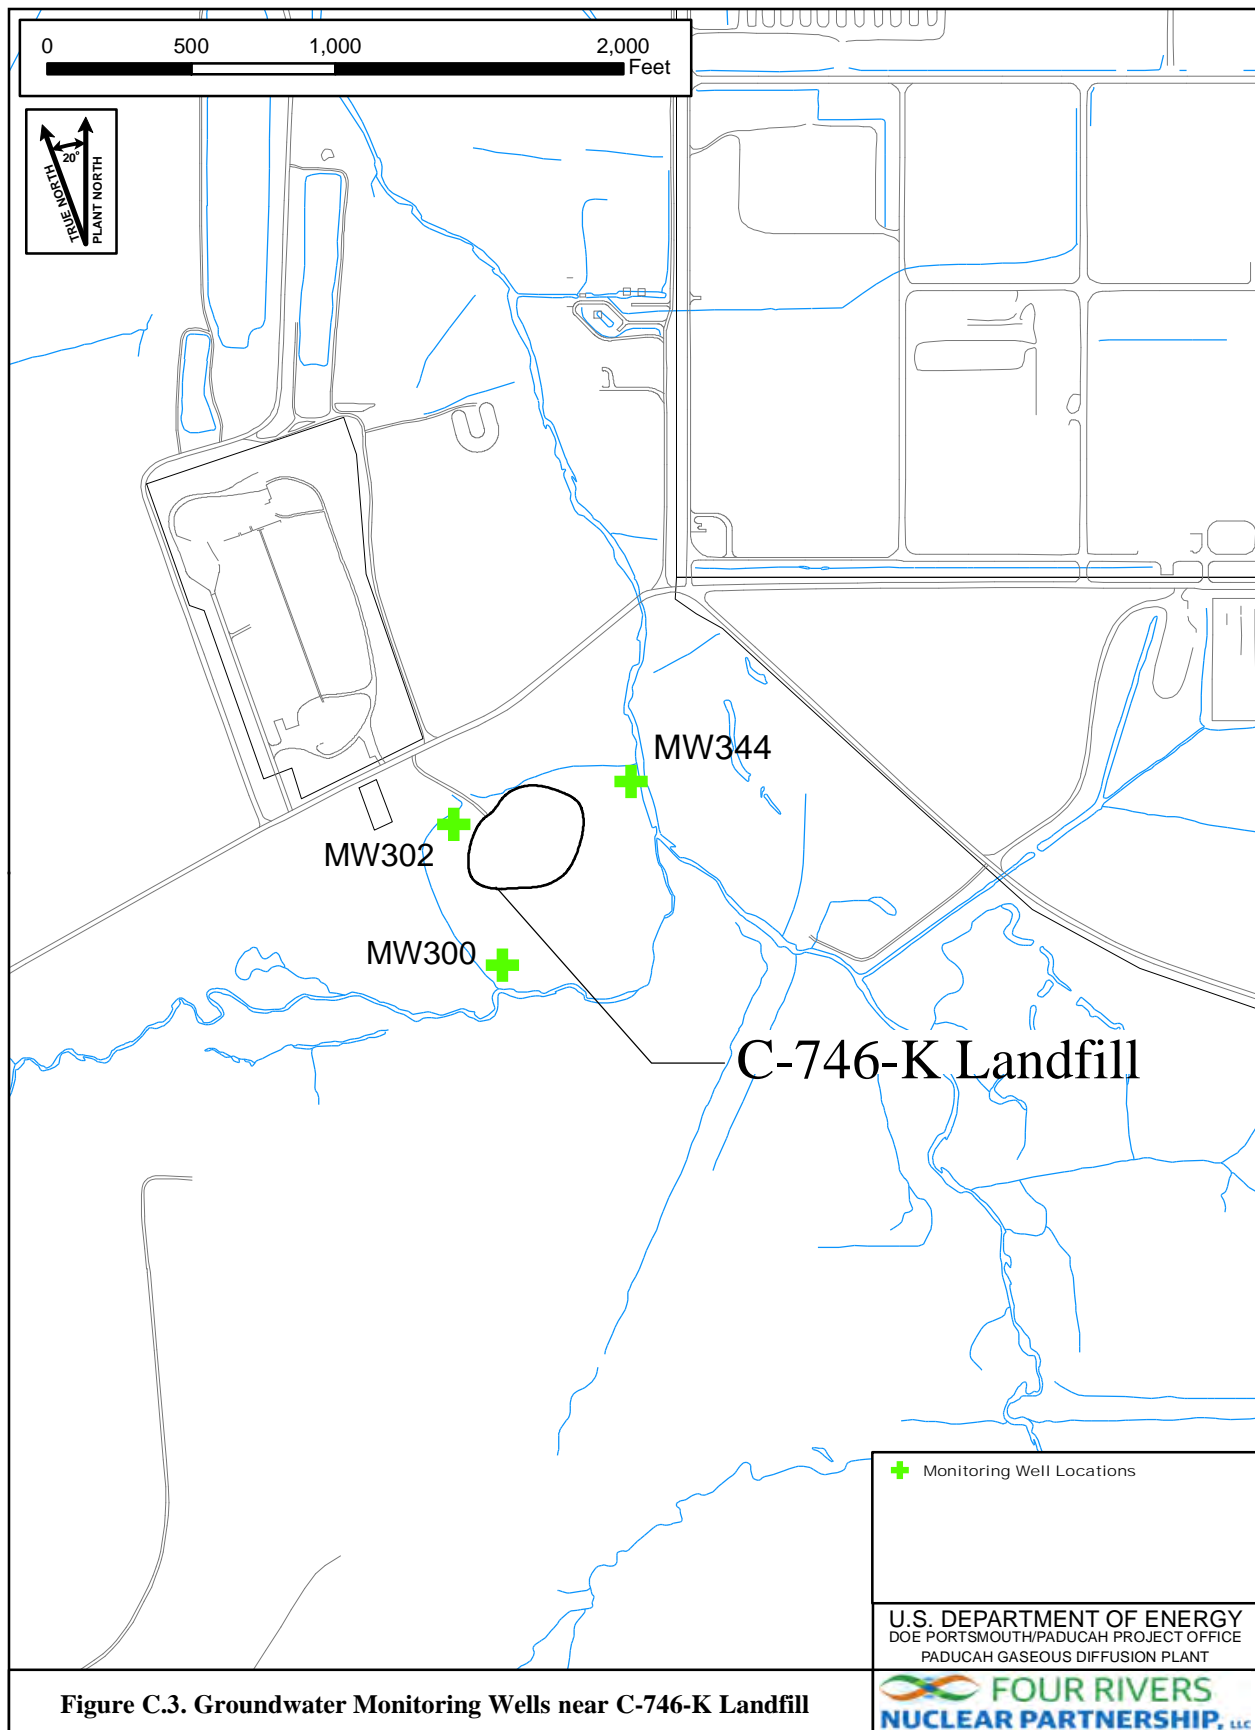 0 500 1,000 2,000
Feet
20°
TRUE NORTH
PLANT NORTH
MW344
MW302
MW300
C-746-K Landfill
Monitoring Well Locations
U.S. DEPARTMENT OF ENERGY
DOE PORTSMOUTH/PADUCAH PROJECT OFFICE
PADUCAH GASEOUS DIFFUSION PLANT
Figure C.3. Groundwater Monitoring Wells near C-746-K Landfill
FOUR RIVERS
NUCLEAR PARTNERSHIP, LLC